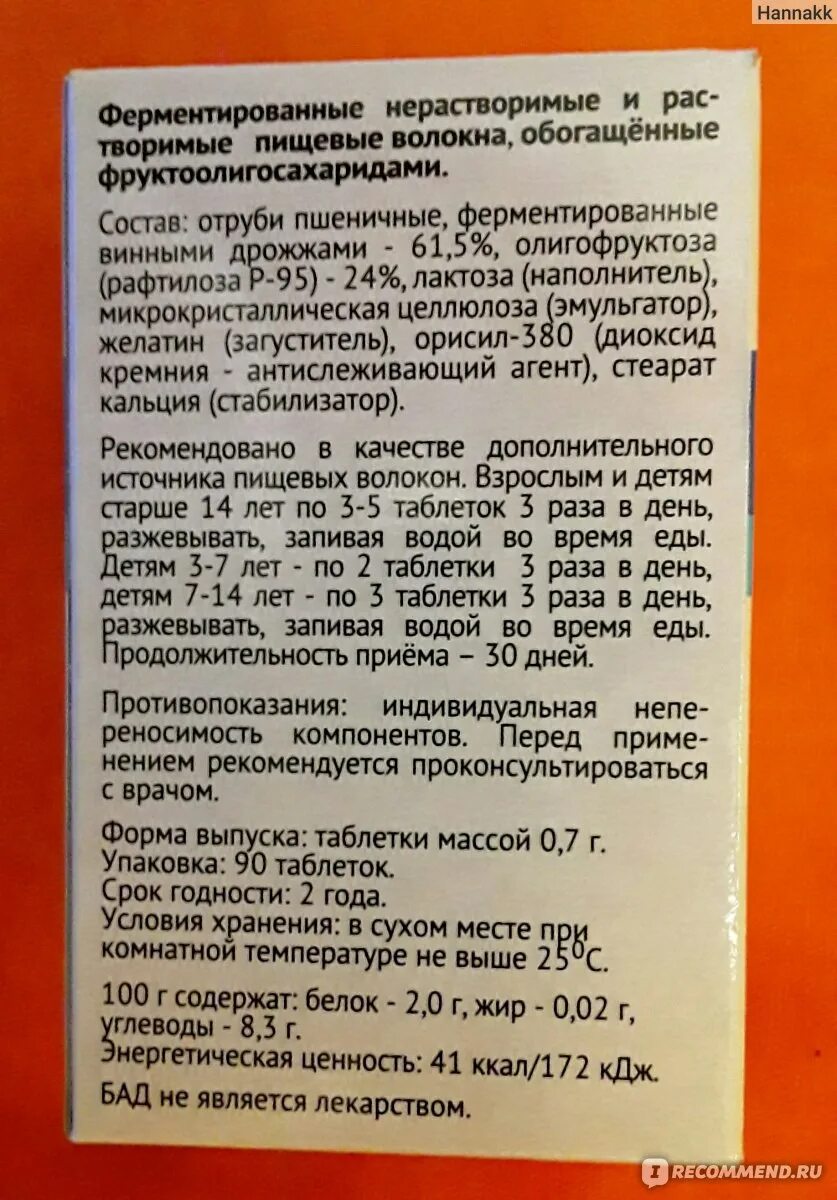 Hannakk
Ферментированные нерастворимые и рас-
творимые пищевые волокна, обогащённые
фруктоолигосахаридами.
Состав: отруби пшеничные, ферментированные
винными дрожжами - 61,5%, олигофруктоза
(рафтилоза Р-95) - 24%, лактоза (наполнитель),
микрокристаллическая целлюлоза (эмульгатор),
желатин (загуститель), орисил-380 (диоксид
кремния - антислеживающий агент), стеарат
кальция (стабилизатор).
Рекомендовано в качестве дополнительного
источника пищевых волокон. Взрослым и детям
старше 14 лет по 3-5 таблеток 3 раза в день,
разжевывать, запивая водой во время еды.
Детям 3-7 лет - по 2 таблетки 3 раза в день,
детям 7-14 лет - по 3 таблетки 3 раза в день,
разжевывать, запивая водой во время еды.
Продолжительность приёма – 30 дней.
Противопоказания: индивидуальная непе-
реносимость компонентов. Перед приме-
нением рекомендуется проконсультироваться
с врачом.
Форма выпуска: таблетки массой 0,7 г.
Упаковка: 90 таблеток.
Срок годности: 2 года.
Условия хранения: в сухом месте при
комнатной температуре не выше 25⁰С.
100 г содержат: белок - 2,0 г, жир - 0,02 г,
углеводы - 8,3 г.
Энергетическая ценность: 41 ккал/172 кДж.
БАД не является лекарством.
IRECOMMEND.RU